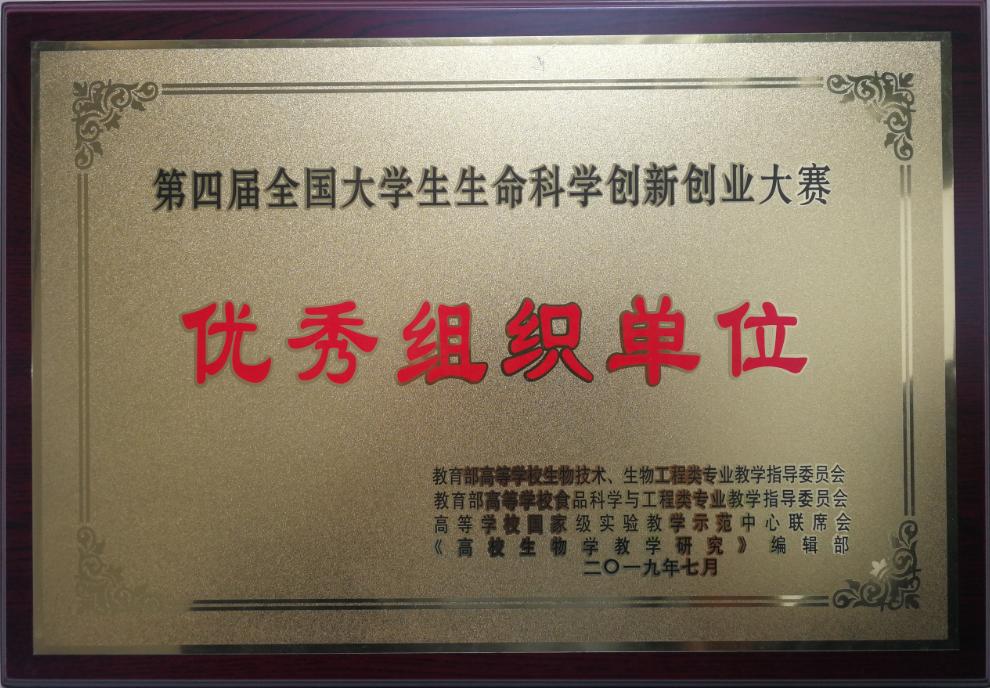 第四届全国大学生生命科学创新创业大赛
优秀组织单位
教育部高等学校生物技术、生物工程类专业教学指导委员会
教育部高等学校食品科学与工程类专业教学指导委员会
高等学校国家级实验教学示范中心联席会
《高校生物学教学研究》编辑部
二〇一九年七月